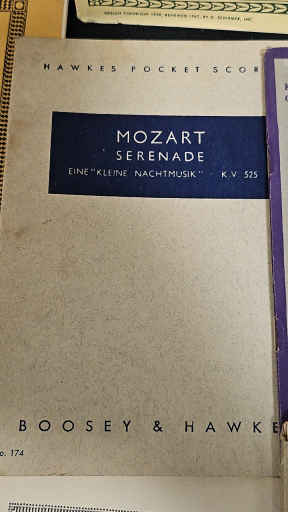 HAWKES POCKET SCOR
MOZART
SERENADE
EINE "KLEINE NACHTMUSIK" · K.V. 525
BOOSEY & HAWKE
o. 174